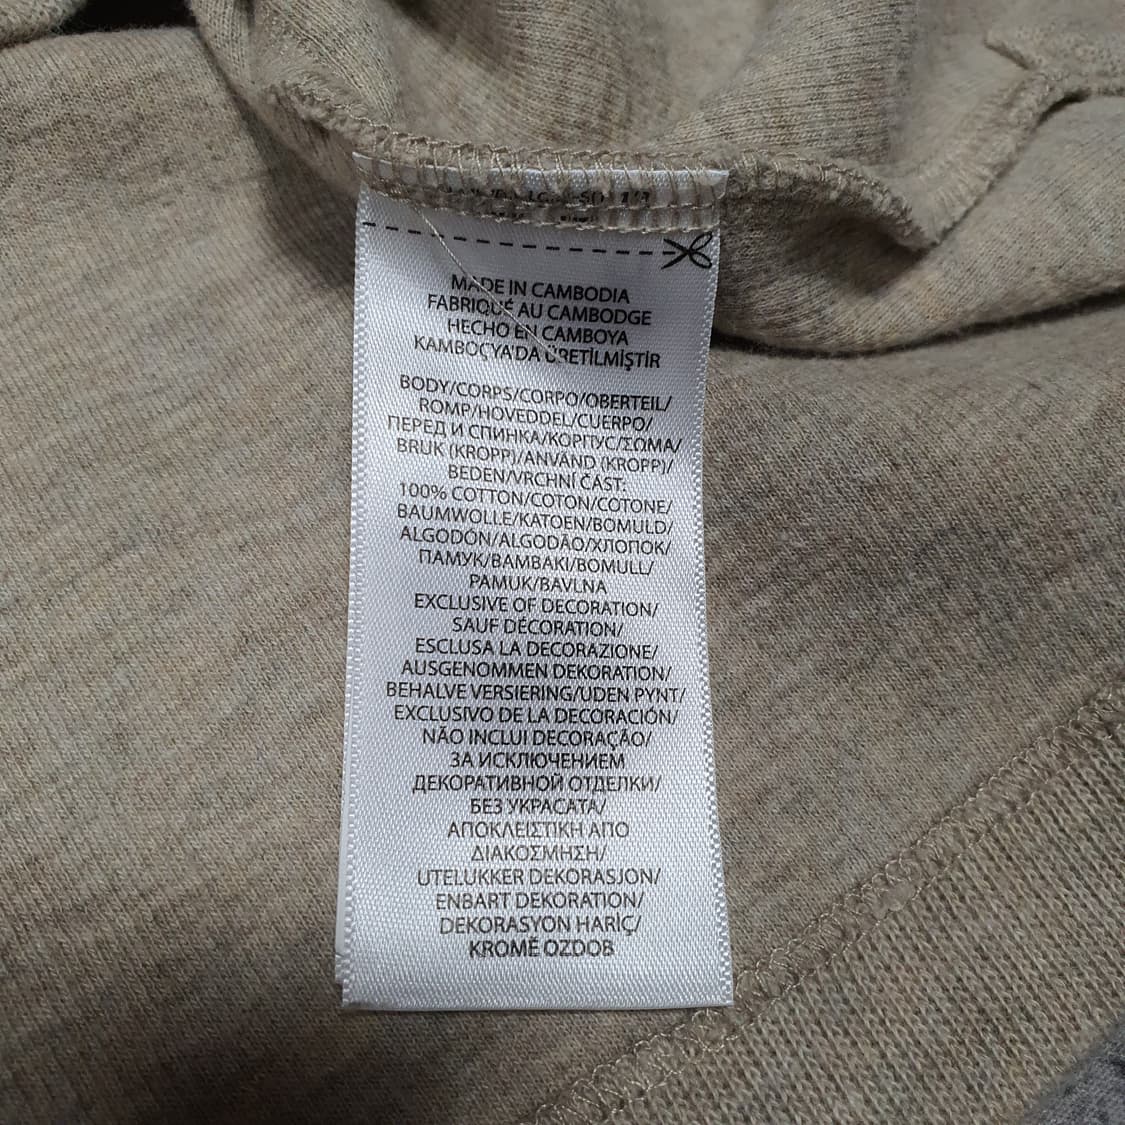 MADE IN CAMBODIA
FABRIQUÉ AU CAMBODGE
HECHO EN CAMBOYA
KAMBOÇYA'DA ÜRETİLMİŞTİR
BODY/CORPS/CORPO/OBERTEIL/
ROMP/HOVEDDEL/CUERPO/
ПЕРЕД И СПИНКА/КОРПУС/ΣΩΜΑ/
BRUK (KROPP)/ANVÄND (KROPP)/
BEDEN/VRCHNÍ ČÁST:
100% COTTON/COTON/COTONE/
BAUMWOLLE/KATOEN/BOMULD/
ALGODÓN/ALGODÃO/ХЛОПОК/
ПАМУК/ΒΑΜΒΑΚΙ/BOMULL/
PAMUK/BAVLNA
EXCLUSIVE OF DECORATION/
SAUF DÉCORATION/
ESCLUSA LA DECORAZIONE/
AUSGENOMMEN DEKORATION/
BEHALVE VERSIERING/UDEN PYNT/
EXCLUSIVO DE LA DECORACIÓN/
NÃO INCLUI DECORAÇÃO/
ЗА ИСКЛЮЧЕНИЕМ
ДЕКОРАТИВНОЙ ОТДЕЛКИ/
БЕЗ УКРАСАТА/
ΑΠΟΚΛΕΙΣΤΙΚΗ ΑΠΟ
ΔΙΑΚΟΣΜΗΣΗ/
UTELUKKER DEKORASJON/
ENBART DEKORATION/
DEKORASYON HARİÇ/
KROMĚ OZDOB